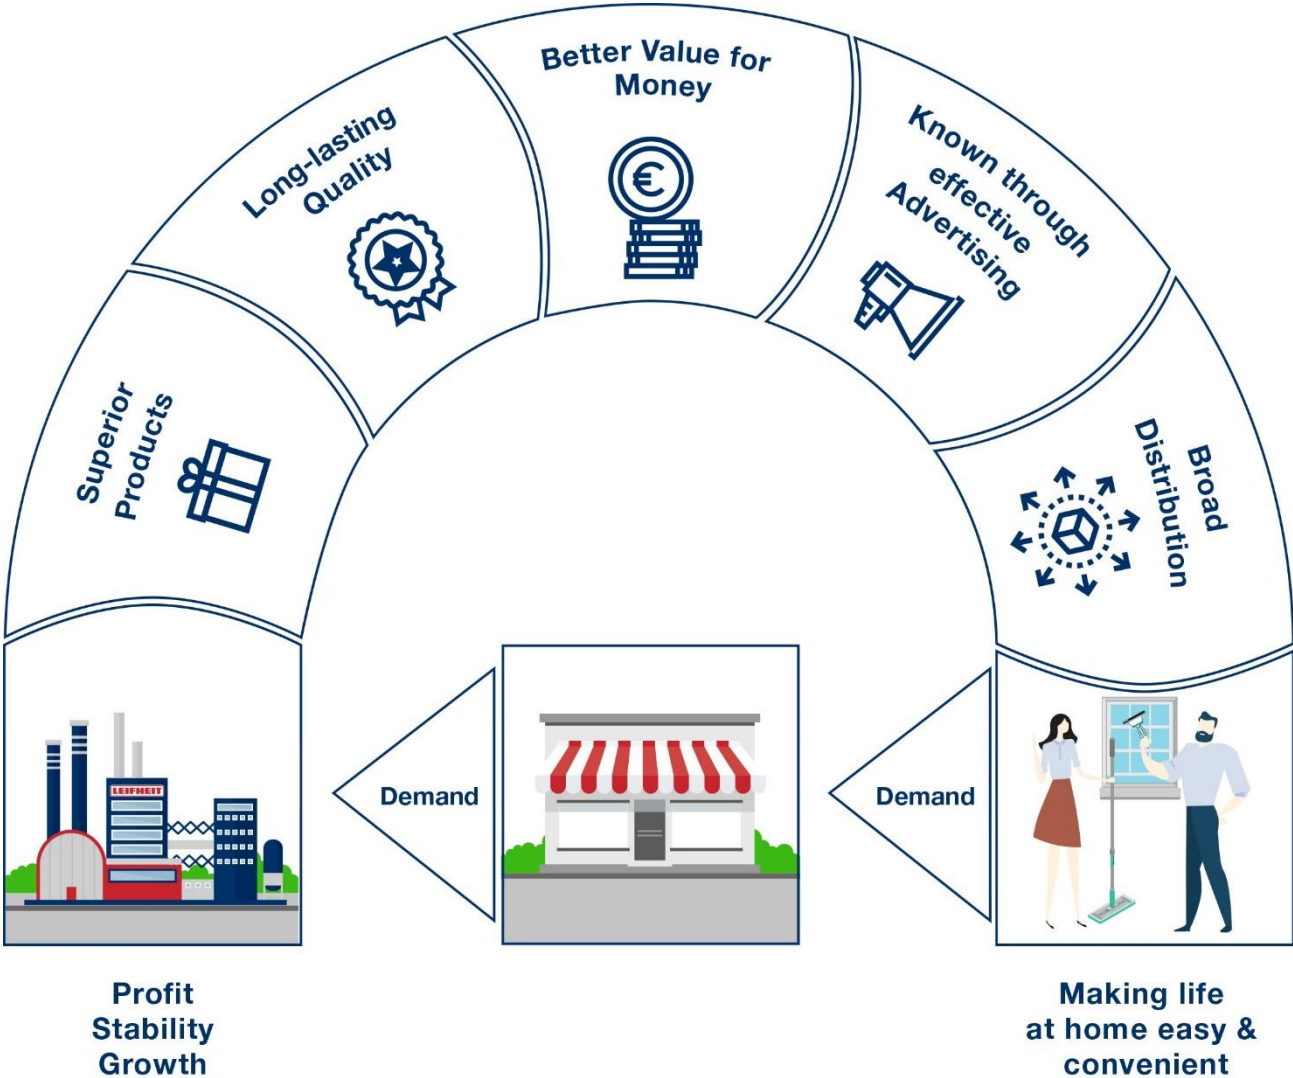 Better Value for
Money
Long-lasting
Quality
Known through
effective
Advertising
Superior
Products
Broad
Distribution
LEIFHEIT
Demand
Demand
Profit
Stability
Growth
Making life
at home easy &
convenient
€